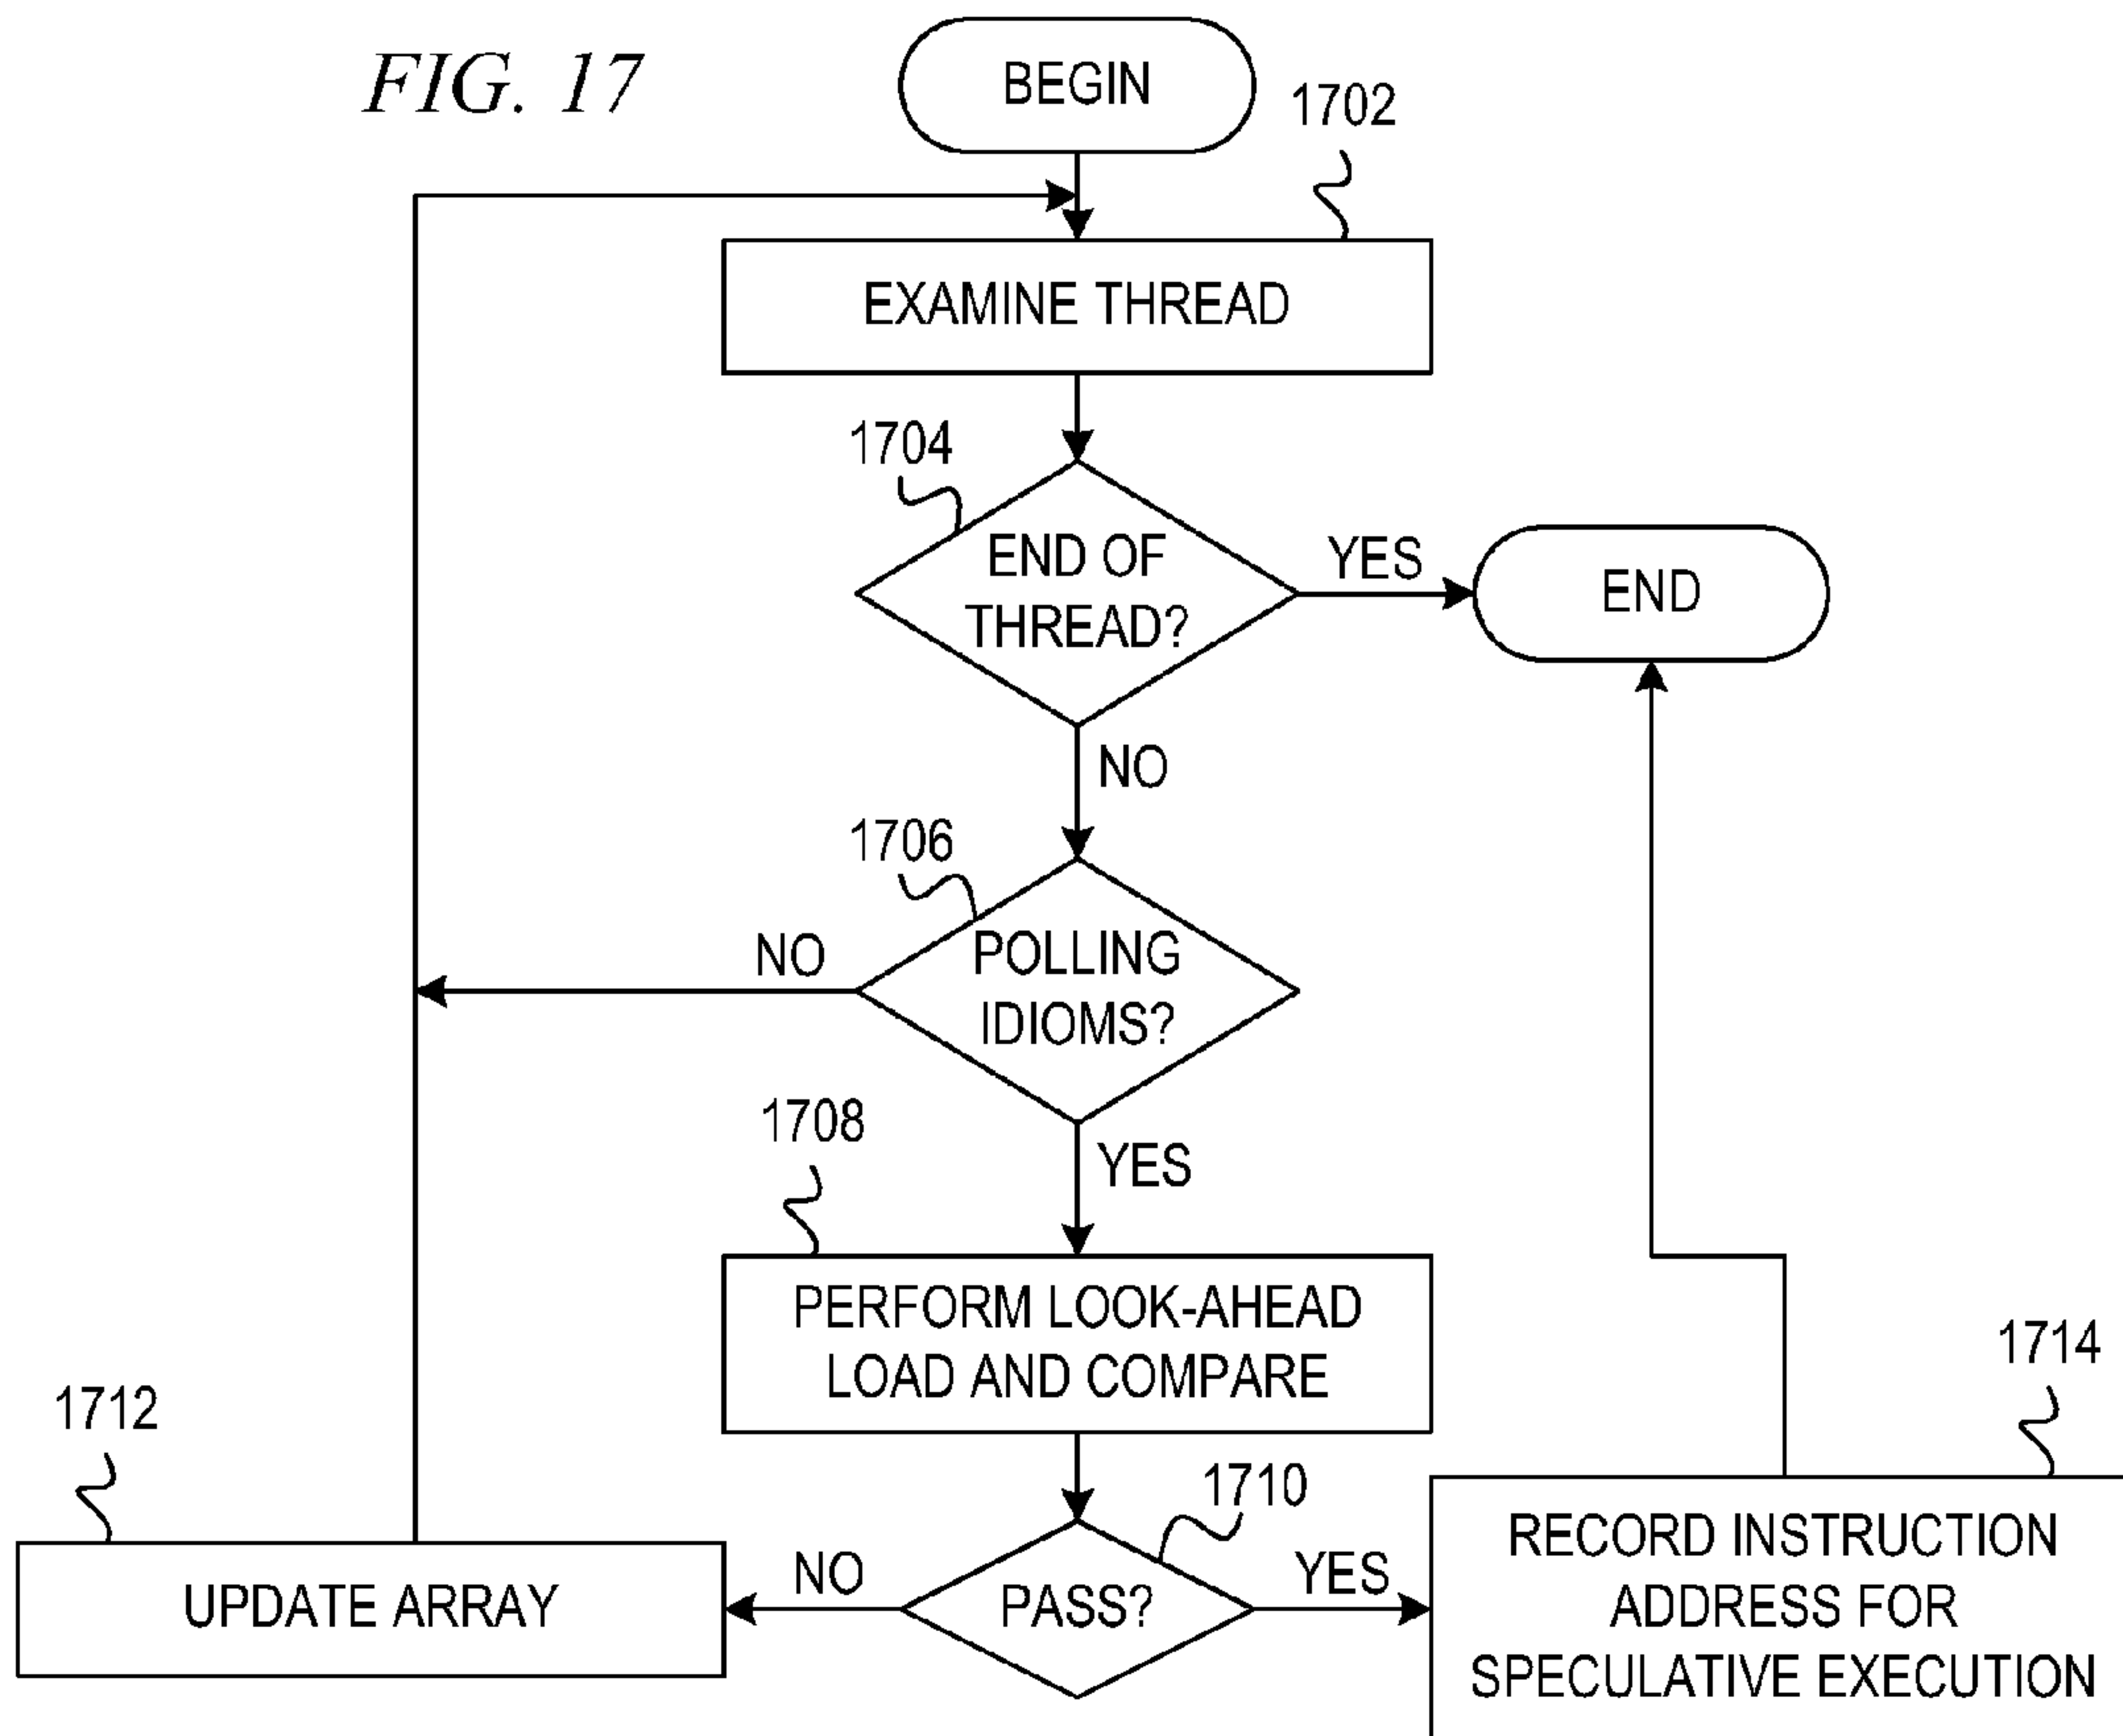 FIG. 17
BEGIN
1702
EXAMINE THREAD
1704
END OF
THREAD?
YES
END
NO
1706
POLLING
IDIOMS?
NO
YES
1708
PERFORM LOOK-AHEAD
LOAD AND COMPARE
1710
PASS?
NO
YES
1712
UPDATE ARRAY
1714
RECORD INSTRUCTION
ADDRESS FOR
SPECULATIVE EXECUTION